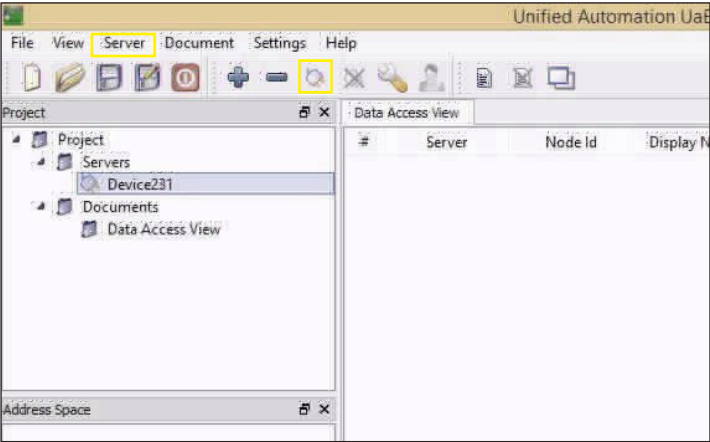 Unified Automation UaE
File View Server Document Settings Help
Project
Data Access View
Project
Servers
Device231
Documents
Data Access View
# Server Node Id Display N
Address Space